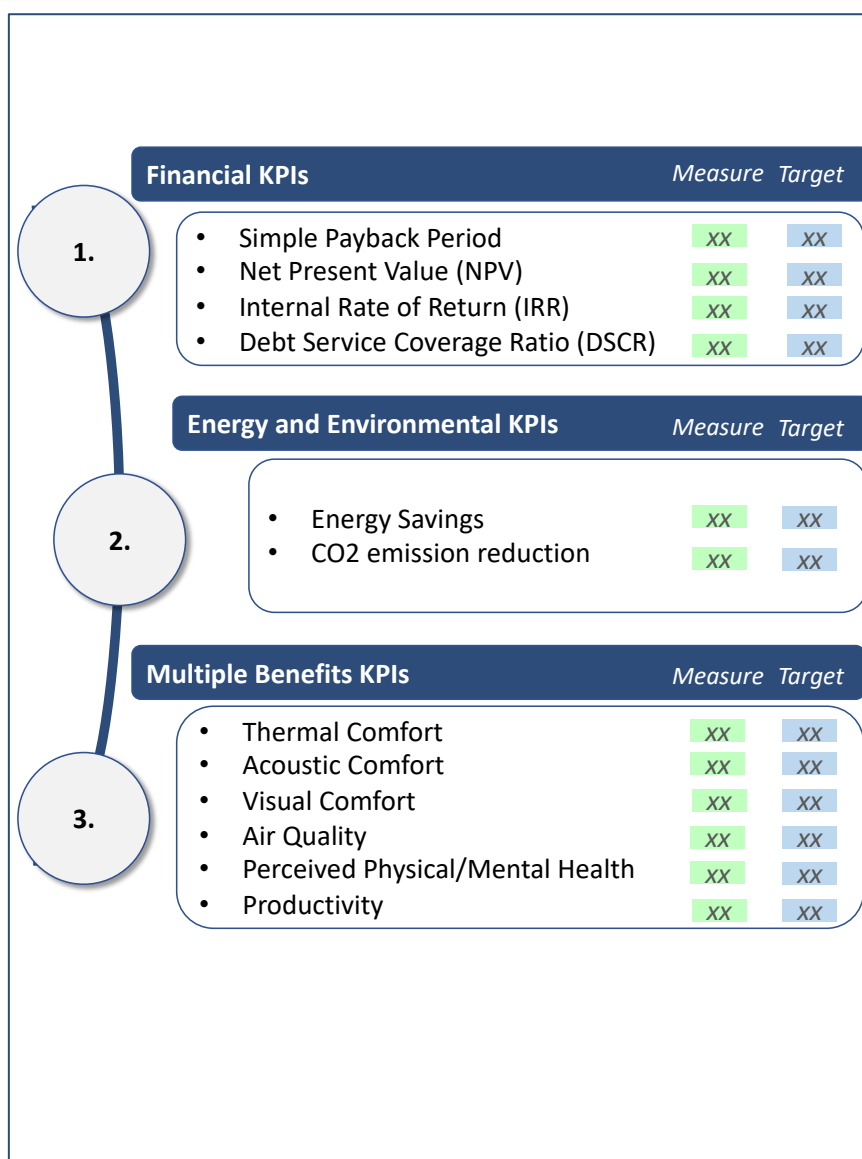 Financial KPIs Measure Target
1.
• Simple Payback Period xx xx
• Net Present Value (NPV) xx xx
• Internal Rate of Return (IRR) xx xx
• Debt Service Coverage Ratio (DSCR) xx xx
Energy and Environmental KPIs Measure Target
2.
• Energy Savings xx xx
• CO2 emission reduction xx xx
Multiple Benefits KPIs Measure Target
3.
• Thermal Comfort xx xx
• Acoustic Comfort xx xx
• Visual Comfort xx xx
• Air Quality xx xx
• Perceived Physical/Mental Health xx xx
• Productivity xx xx